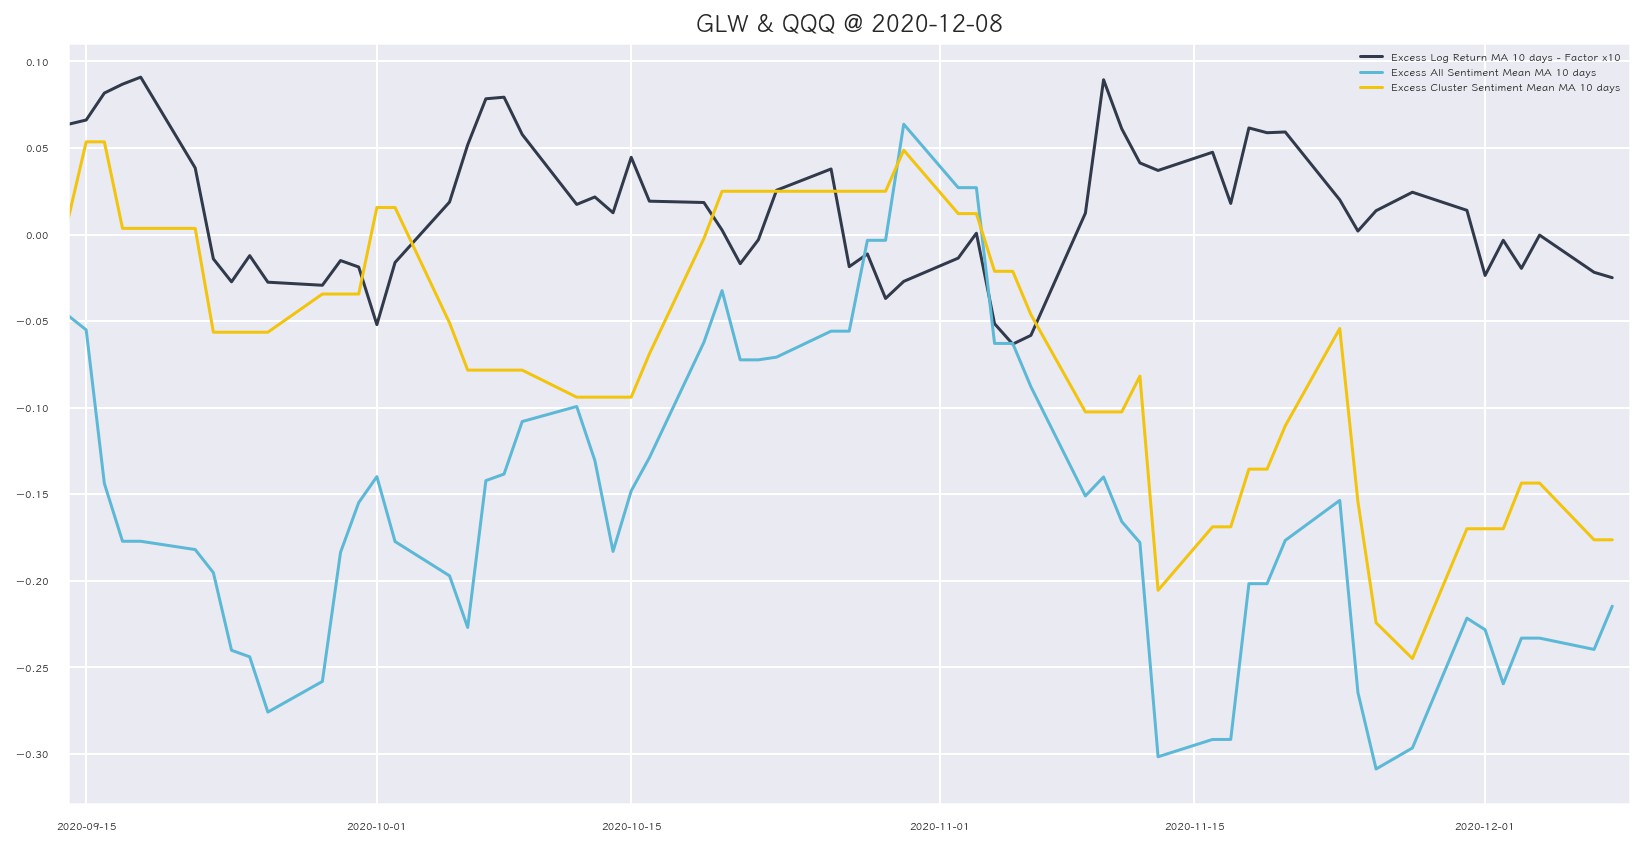 GLW & QQQ @ 2020-12-08
Excess Log Return MA 10 days - Factor x10
Excess All Sentiment Mean MA 10 days
Excess Cluster Sentiment Mean MA 10 days
0.10
0.05
0.00
−0.05
−0.10
−0.15
−0.20
−0.25
−0.30
2020-09-15 2020-10-01 2020-10-15 2020-11-01 2020-11-15 2020-12-01